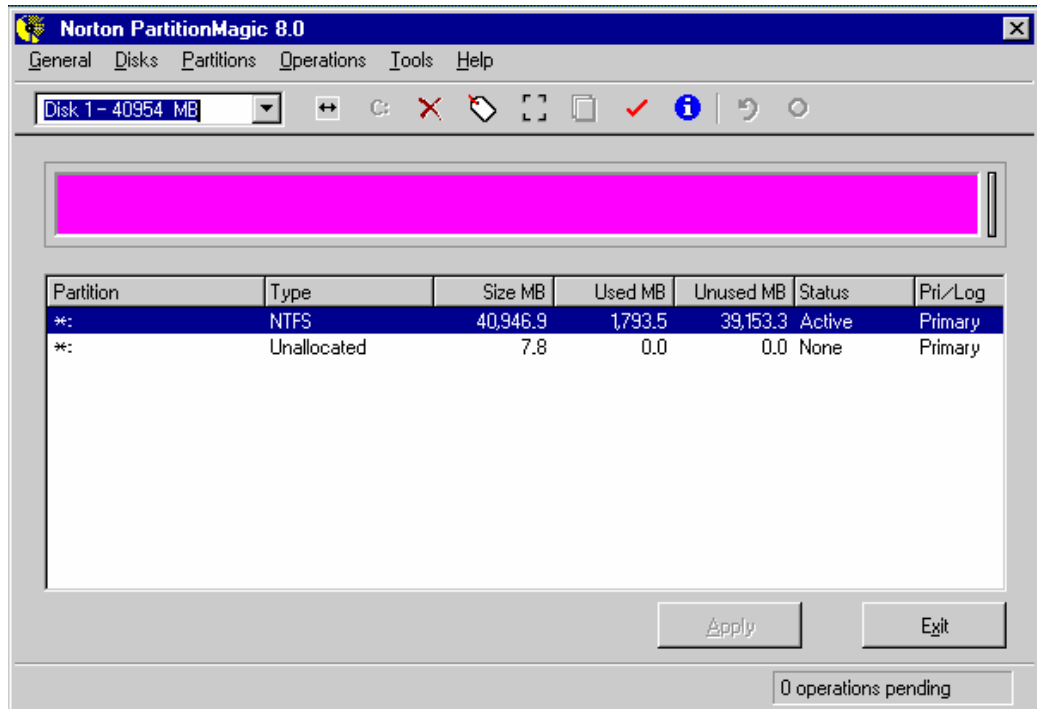 Norton PartitionMagic 8.0
General Disks Partitions Operations Tools Help
Disk 1 - 40954 MB C:
Partition Type Size MB Used MB Unused MB Status Pri/Log
*: NTFS 40,946.9 1,793.5 39,153.3 Active Primary
*: Unallocated 7.8 0.0 0.0 None Primary
Apply Exit
0 operations pending